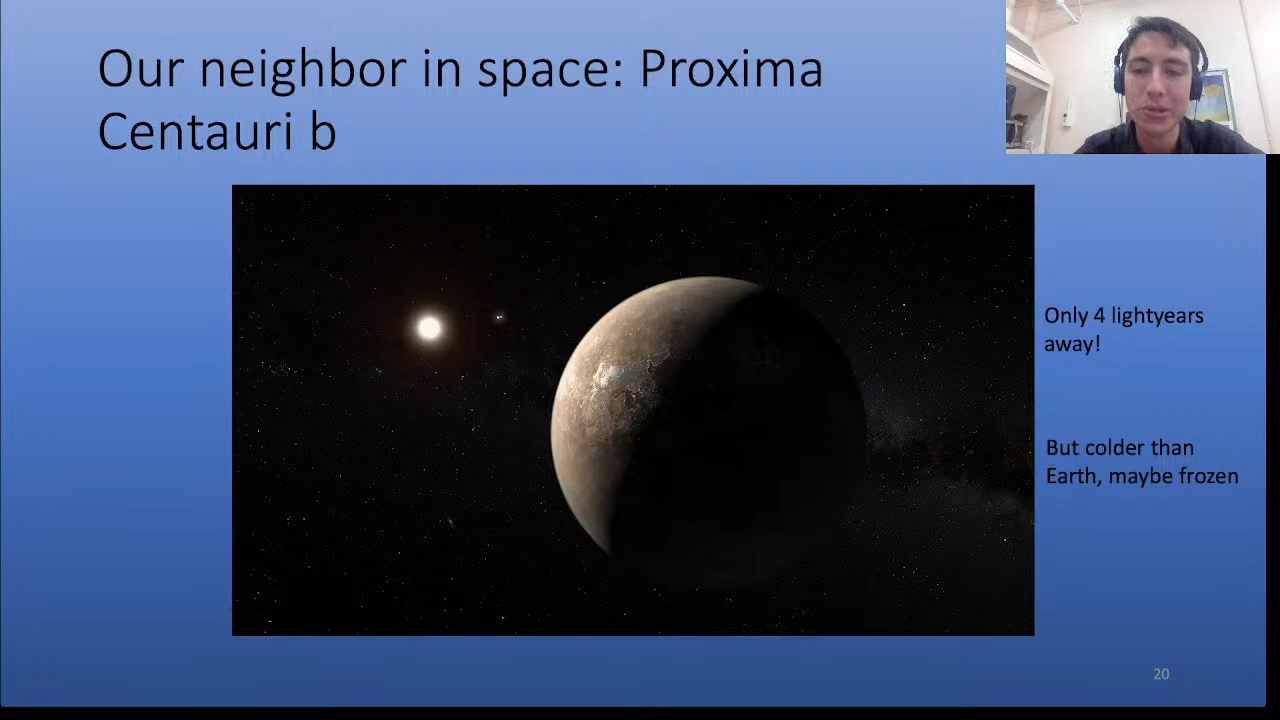 Our neighbor in space: Proxima
Centauri b
Only 4 lightyears
away!
But colder than
Earth, maybe frozen
20